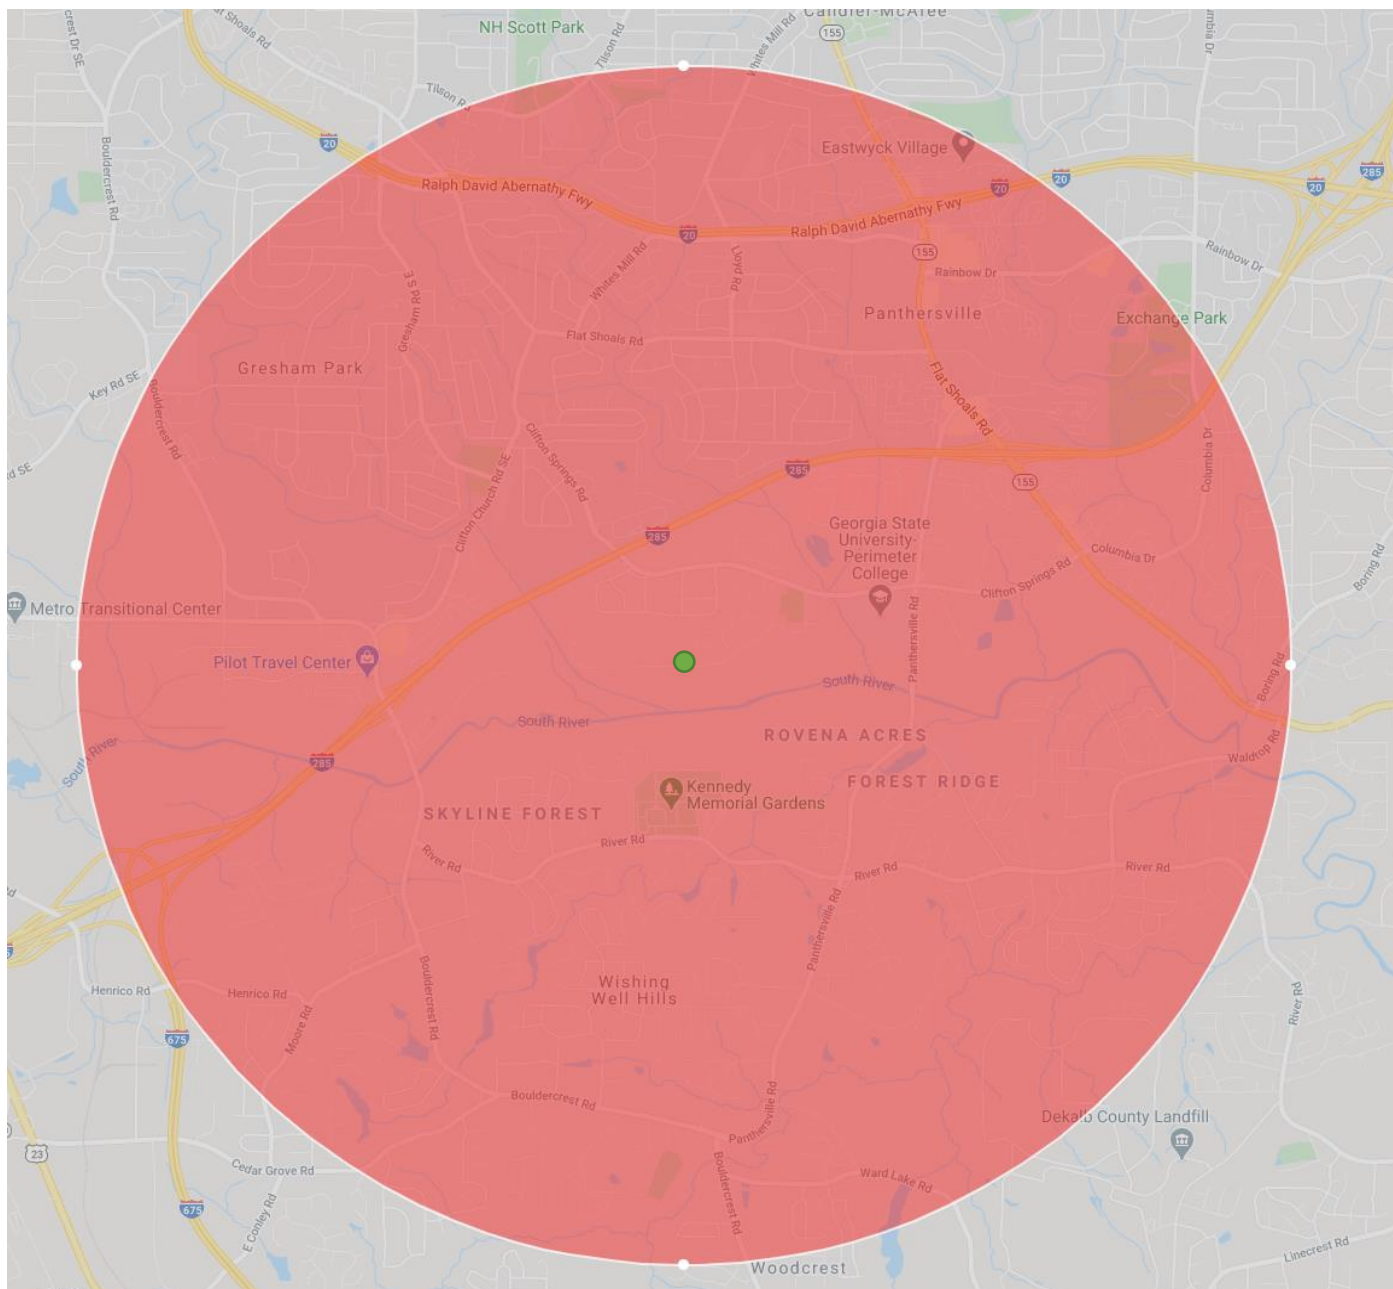 Candler-McAfee
NH Scott Park
155
Flat Shoals Rd
Tilson Rd
Whites Mill Rd
Tilson Rd
Bouldercrest Rd
20
Eastwyck Village
20
20
20
285
Ralph David Abernathy Fwy
Ralph David Abernathy Fwy
20
155
Rainbow Dr
Rainbow Dr
Whites Mill Rd
Lloyd Rd
Gresham Rd SE
Panthersville
Exchange Park
Flat Shoals Rd
Gresham Park
Key Rd SE
Bouldercrest Rd
Flat Shoals Rd
Clifton Springs Rd
Clifton Church Rd SE
285
155
Columbia Dr
285
Georgia State
University-
Perimeter
College
Columbia Dr
Clifton Springs Rd
Boring Rd
Metro Transitional Center
Panthersville Rd
Pilot Travel Center
South River
Boring Rd
South River
South River
ROVENA ACRES
Waldrop Rd
285
FOREST RIDGE
Kennedy
Memorial Gardens
SKYLINE FOREST
River Rd
River Rd
River Rd
River Rd
Panthersville Rd
Wishing
Well Hills
Henrico Rd
Henrico Rd
Bouldercrest Rd
Moore Rd
River Rd
675
Bouldercrest Rd
Panthersville Rd
Panthersville Rd
Dekalb County Landfill
23
Cedar Grove Rd
Bouldercrest Rd
Ward Lake Rd
675
E Conley Rd
Woodcrest
Linecrest Rd